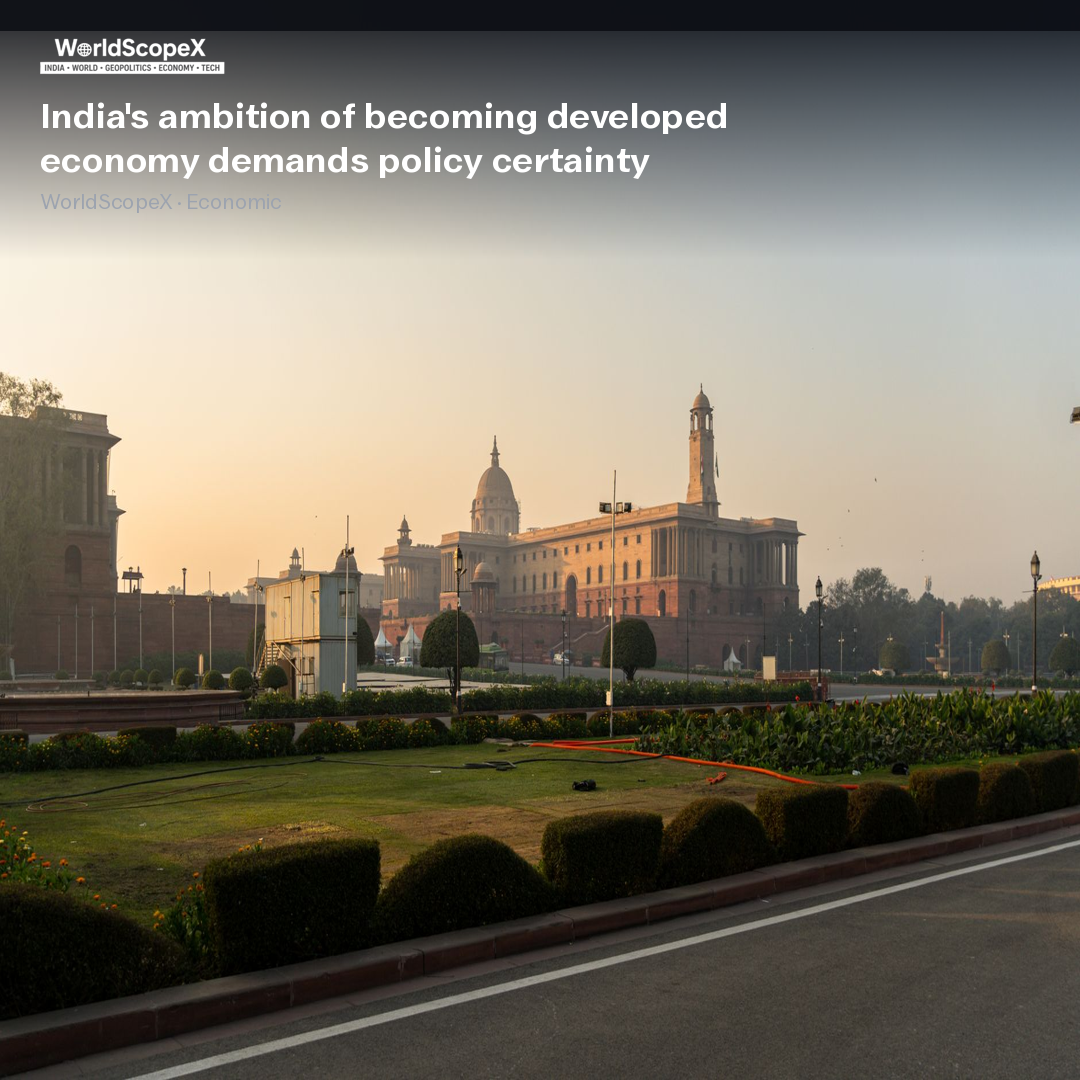 WorldScopeX
INDIA • WORLD • GEOPOLITICS • ECONOMY • TECH
India's ambition of becoming developed
economy demands policy certainty
WorldScopeX · Economic